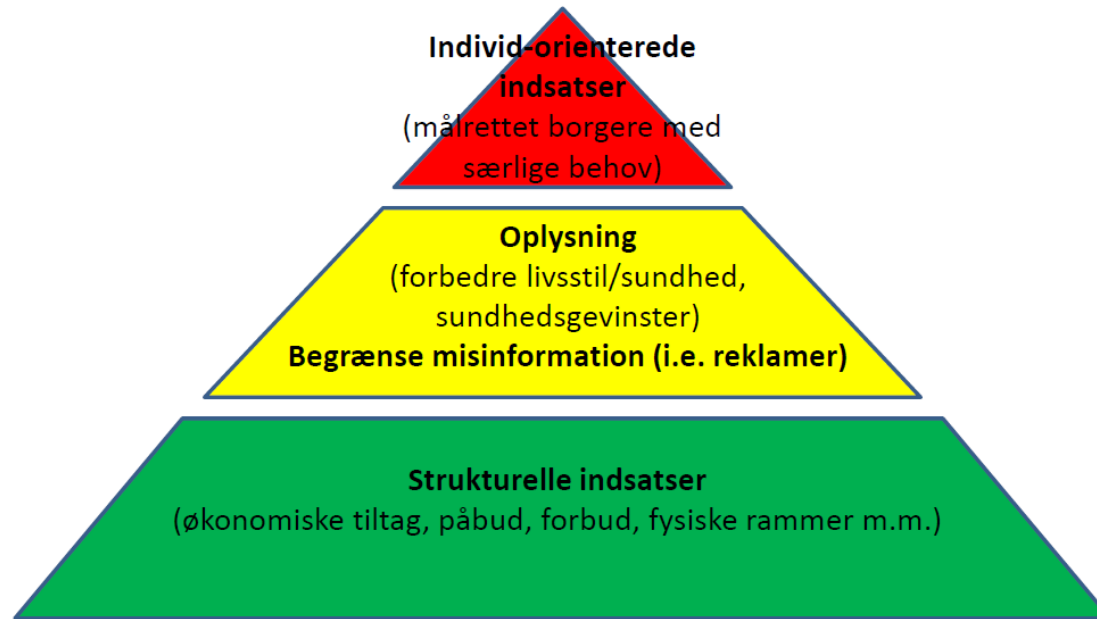 Individ-orienterede
indsatser
(målrettet borgere med
særlige behov)
Oplysning
(forbedre livsstil/sundhed,
sundhedsgevinster)
Begrænse misinformation (i.e. reklamer)
Strukturelle indsatser
(økonomiske tiltag, påbud, forbud, fysiske rammer m.m.)